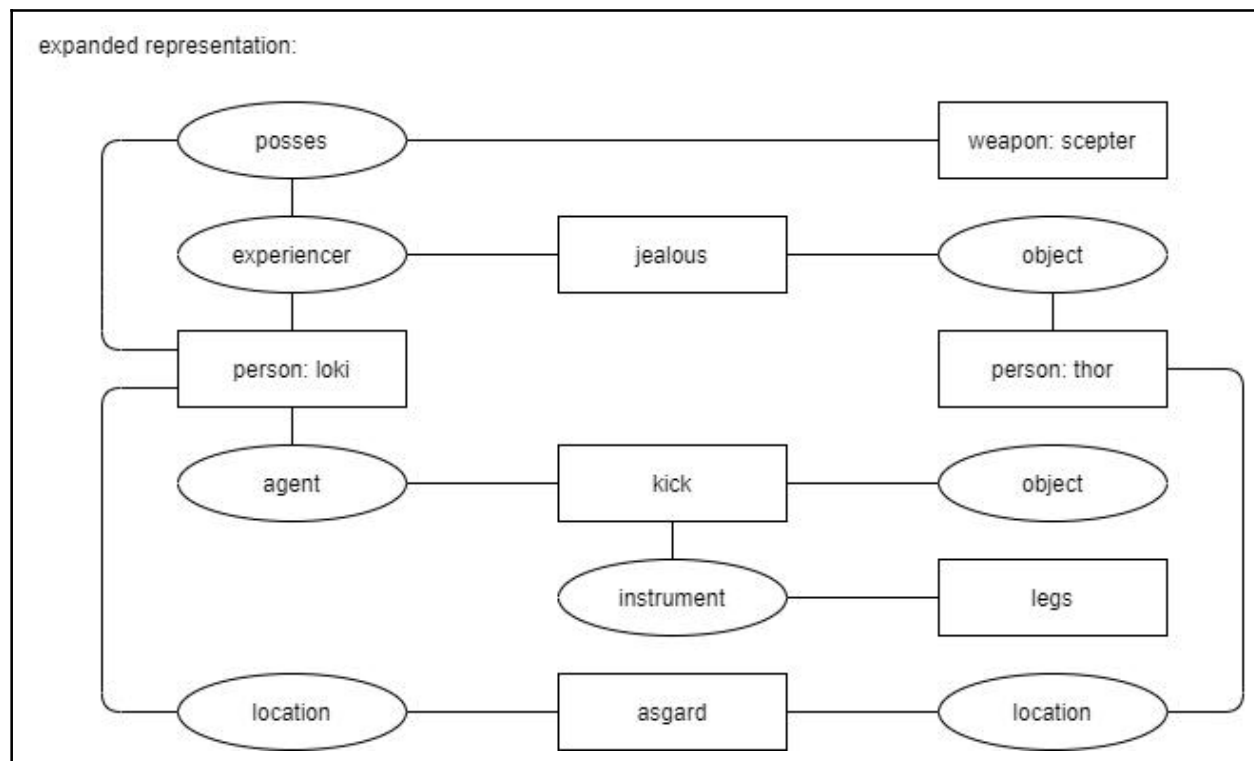 expanded representation:
posses
weapon: scepter
experiencer
jealous
object
person: loki
person: thor
agent
kick
object
instrument
legs
location
asgard
location